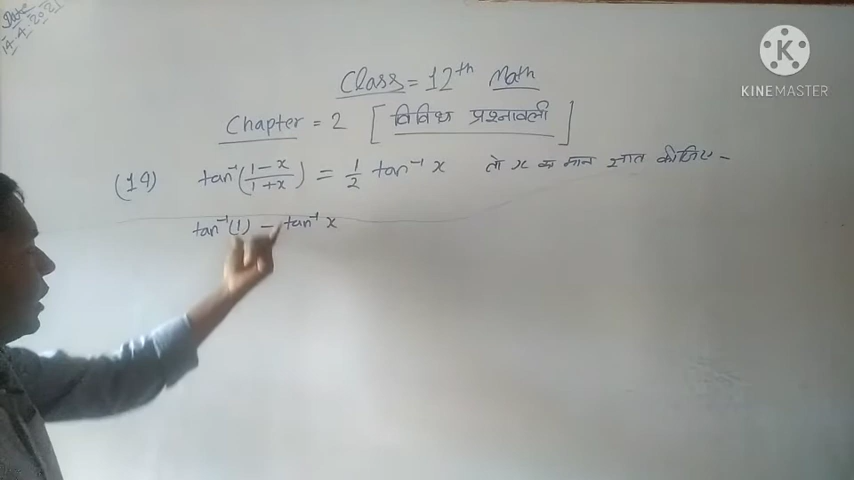 Date
14.4.2021
KINEMASTER
Class = 12th Math
Chapter = 2 [विविध प्रश्नावली]
(14) tan⁻¹(1-x/1+x) = 1/2 tan⁻¹ x तो x का मान ज्ञात कीजिए -
tan⁻¹(1) - tan⁻¹ x